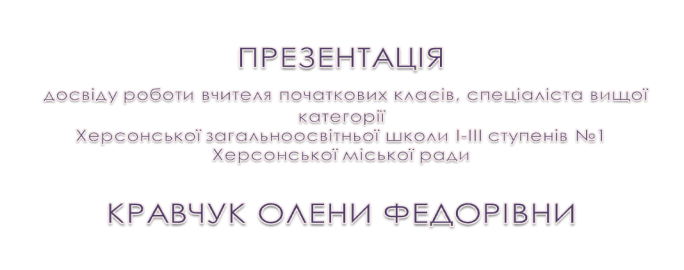 ПРЕЗЕНТАЦІЯ
досвіду роботи вчителя початкових класів, спеціаліста вищої
категорії
Херсонської загальноосвітньої школи І-ІІІ ступенів №1
Херсонської міської ради
КРАВЧУК ОЛЕНИ ФЕДОРІВНИ